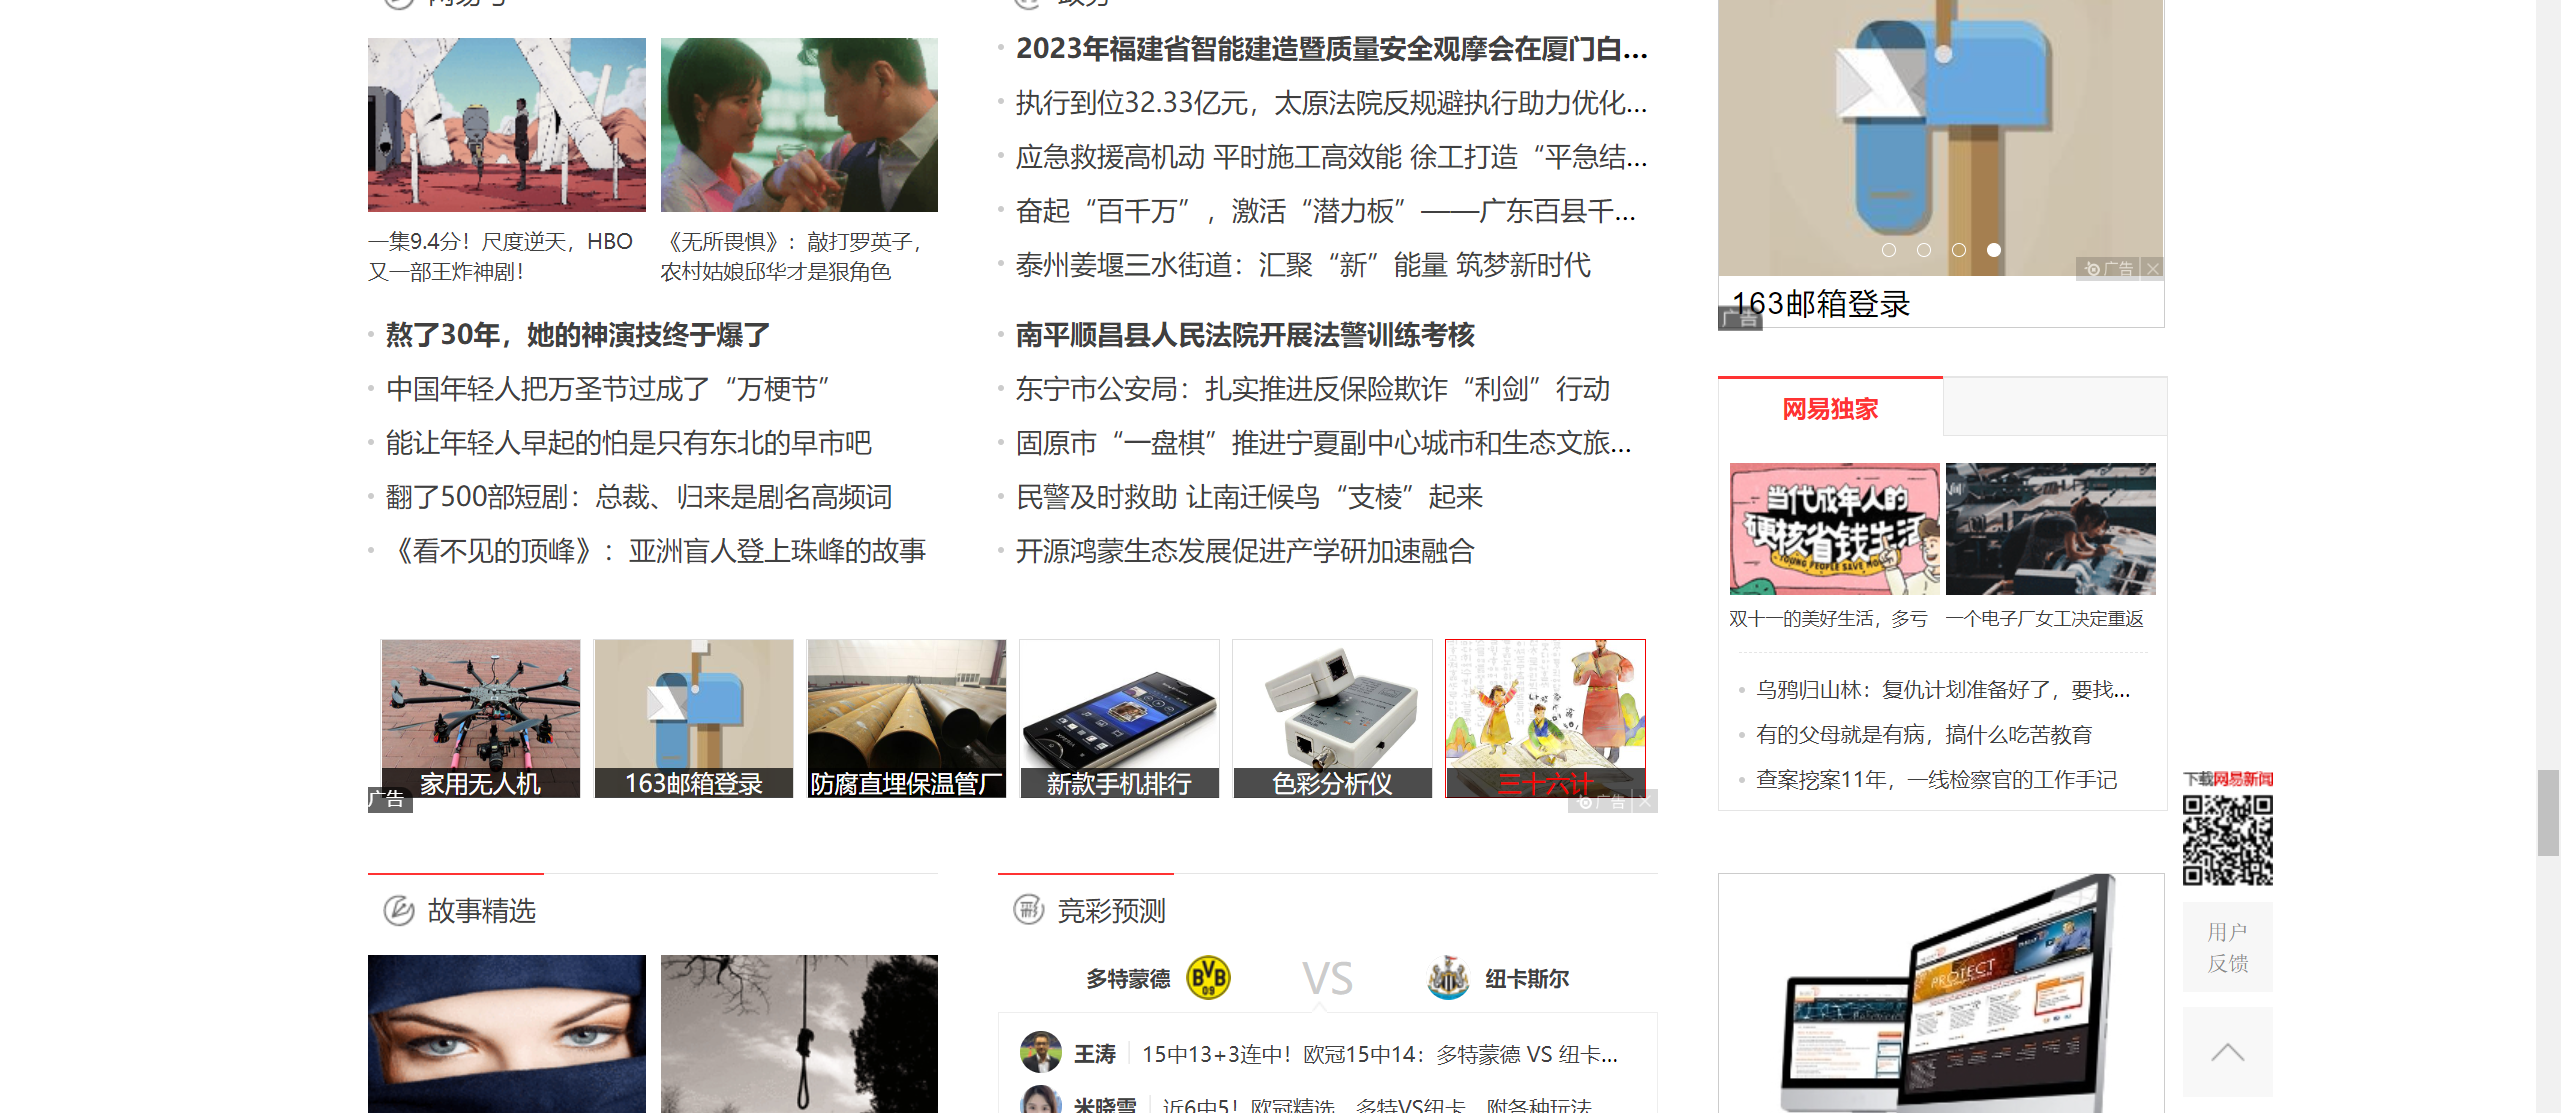 一集9.4分！尺度逆天，HBO
又一部王炸神剧！
《无所畏惧》：敲打罗英子，
农村姑娘邱华才是狠角色
熬了30年，她的神演技终于爆了
中国年轻人把万圣节过成了“万梗节”
能让年轻人早起的怕是只有东北的早市吧
翻了500部短剧：总裁、归来是剧名高频词
《看不见的顶峰》：亚洲盲人登上珠峰的故事
2023年福建省智能建造暨质量安全观摩会在厦门白...
执行到位32.33亿元，太原法院反规避执行助力优化...
应急救援高机动 平时施工高效能 徐工打造“平急结...
奋起“百千万”，激活“潜力板”——广东百县千...
泰州姜堰三水街道：汇聚“新”能量 筑梦新时代
南平顺昌县人民法院开展法警训练考核
东宁市公安局：扎实推进反保险欺诈“利剑”行动
固原市“一盘棋”推进宁夏副中心城市和生态文旅...
民警及时救助 让南迁候鸟“支棱”起来
开源鸿蒙生态发展促进产学研加速融合
广告
163邮箱登录
广告
网易独家
当代成年人的
硬核省钱生活
YOUNG PEOPLE SAVE MONEY
双十一的美好生活，多亏
一个电子厂女工决定重返
乌鸦归山林：复仇计划准备好了，要找...
有的父母就是有病，搞什么吃苦教育
查案挖案11年，一线检察官的工作手记
家用无人机
163邮箱登录
防腐直埋保温管厂
新款手机排行
色彩分析仪
三十六计
广告
广告
下载网易新闻
用户
反馈
故事精选
竞彩预测
多特蒙德
BVB
09
VS
纽卡斯尔
王涛
15中13+3连中！欧冠15中14：多特蒙德 VS 纽卡...
米晓雪
近6中5！欧冠精选，多特VS纽卡，附各种玩法
PROTECT